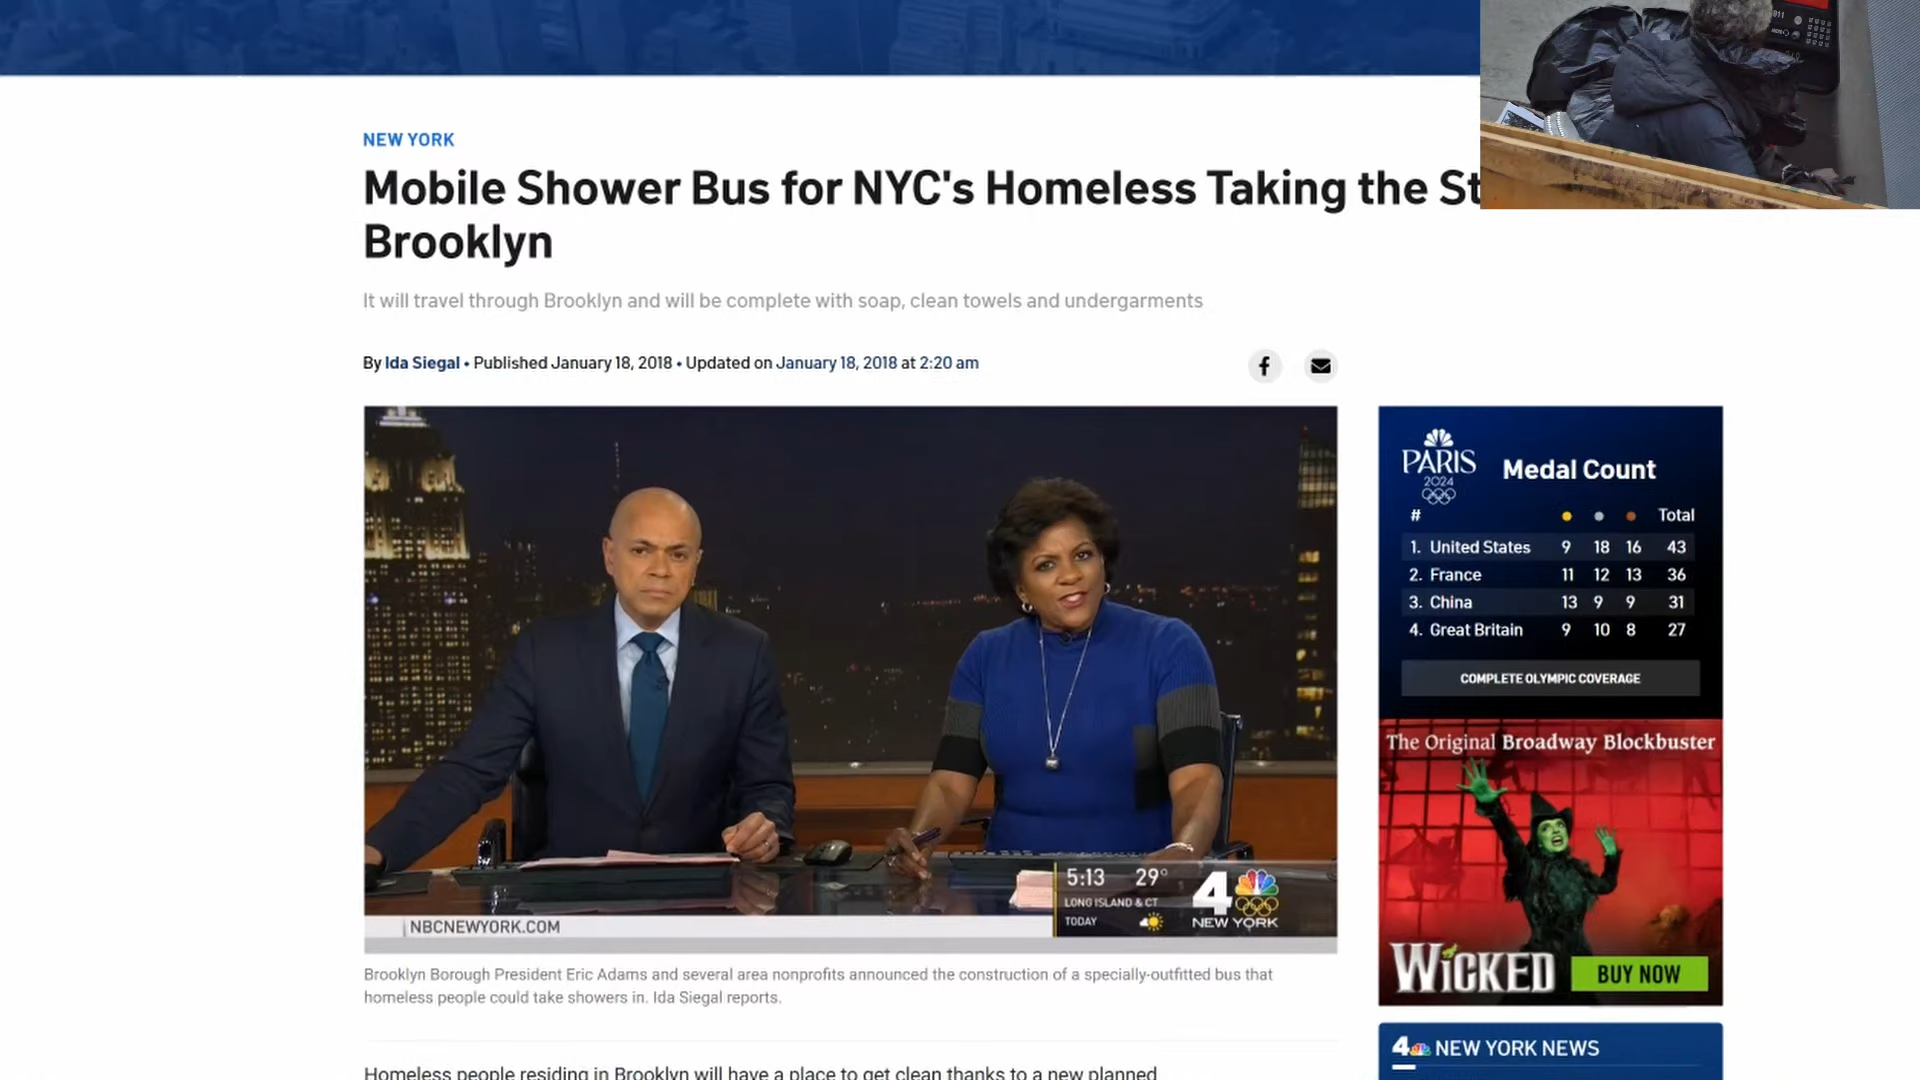 NEW YORK
Mobile Shower Bus for NYC's Homeless Taking the
Brooklyn
It will travel through Brooklyn and will be complete with soap, clean towels and undergarments
By Ida Siegal • Published January 18, 2018 • Updated on January 18, 2018 at 2:20 am
PARIS
2024
Medal Count
# Total
1. United States 9 18 16 43
2. France 11 12 13 36
3. China 13 9 9 31
4. Great Britain 9 10 8 27
COMPLETE OLYMPIC COVERAGE
The Original Broadway Blockbuster
WICKED
BUY NOW
5:13 29°
LONG ISLAND & CT
TODAY
4
NEW YORK
NBCNEWYORK.COM
Brooklyn Borough President Eric Adams and several area nonprofits announced the construction of a specially-outfitted bus that
homeless people could take showers in. Ida Siegal reports.
Homeless people residing in Brooklyn will have a place to get clean thanks to a new planned
4 NEW YORK NEWS